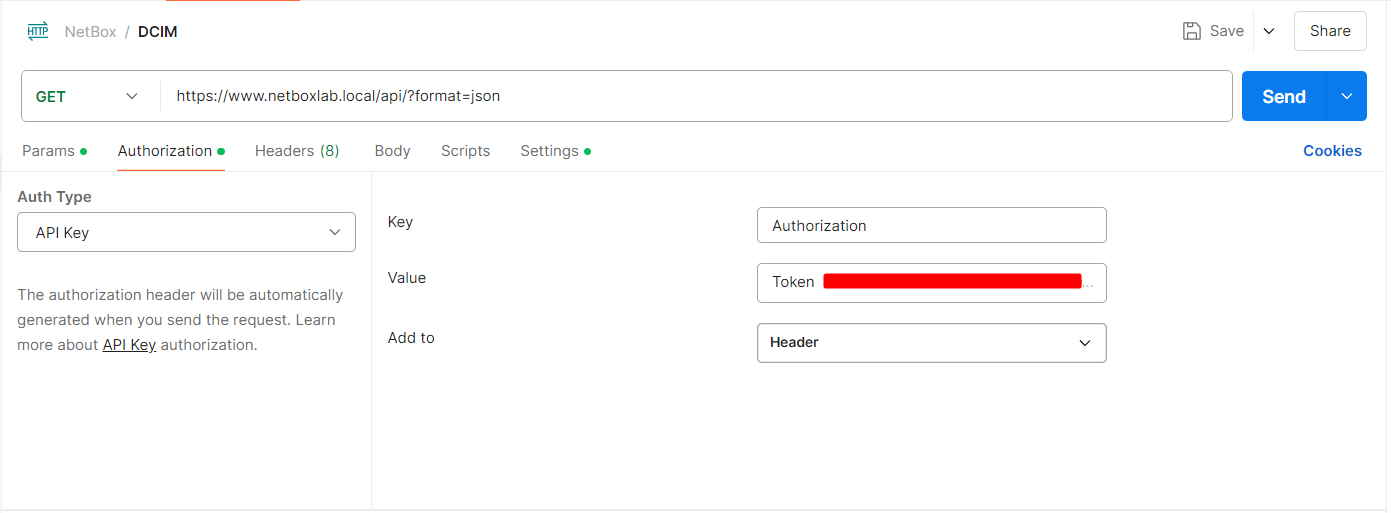 HTTP NetBox / DCIM Save Share
GET https://www.netboxlab.local/api/?format=json Send
Params Authorization Headers (8) Body Scripts Settings Cookies
Auth Type
API Key
The authorization header will be automatically
generated when you send the request. Learn
more about API Key authorization.
Key Authorization
Value Token ...
Add to Header